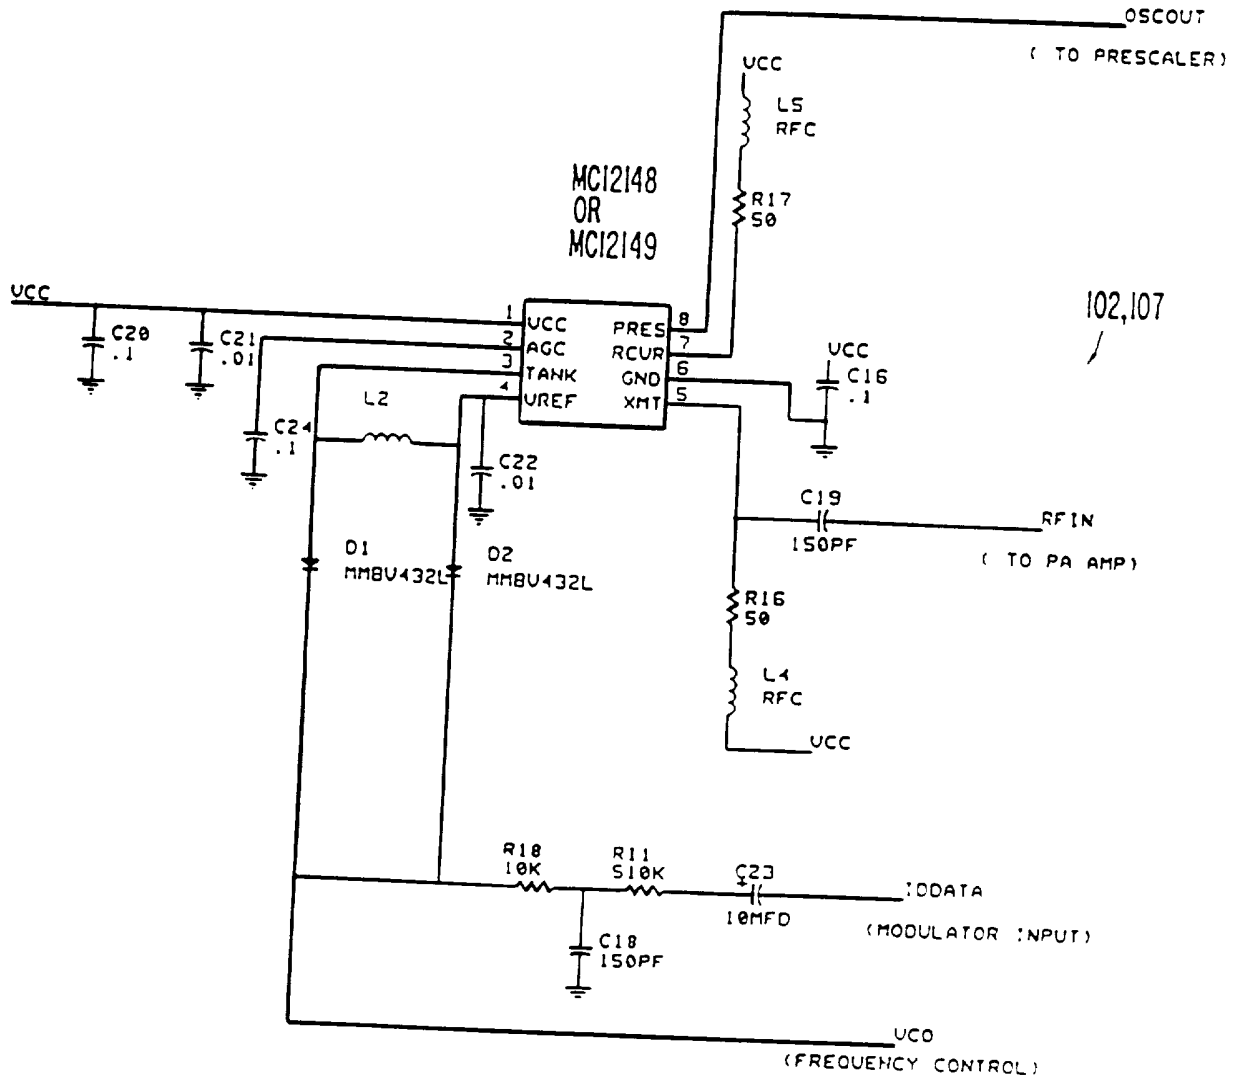 OSCOUT
( TO PRESCALER)
VCC
L5
RFC
MC12148
OR
MC12149
R17
50
VCC
102,107
C20
.1
C21
.01
1
2
3
4
VCC
AGC
TANK
VREF
PRES
RCUR
GND
XMT
8
7
6
5
VCC
C16
.1
L2
C24
.1
C22
.01
C19
150PF
RFIN
( TO PA AMP)
D1
MMBV432L
D2
MMBV432L
R16
50
L4
RFC
VCC
R18
10K
R11
510K
C23
+
10MFD
IDDATA
(MODULATOR INPUT)
C18
150PF
VCO
(FREQUENCY CONTROL)